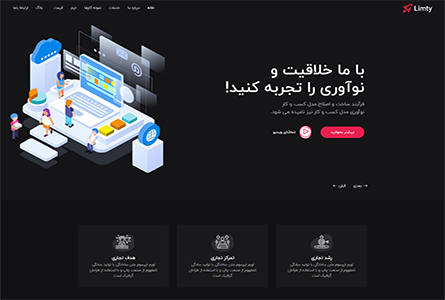 Limty
خانه
درباره ما
خدمات
نمونه کارها
تیم
قیمت
بلاگ
ارتباط باما
با ما خلاقیت و
نوآوری را تجربه کنید!
فرآیند ساخت و اصلاح مدل کسب و کار
نوآوری مدل کسب و کار نیز نامیده می شود.
بیشتر بخوانید
تماشای ویدیو
بعدی
قبلی
رشد تجاری
لورم ایپسوم متن ساختگی با تولید سادگی
نامفهوم از صنعت چاپ و با استفاده از طراحان
گرافیک است
تمرکز تجاری
لورم ایپسوم متن ساختگی با تولید سادگی
نامفهوم از صنعت چاپ و با استفاده از طراحان
گرافیک است
هدف تجاری
لورم ایپسوم متن ساختگی با تولید سادگی
نامفهوم از صنعت چاپ و با استفاده از طراحان
گرافیک است